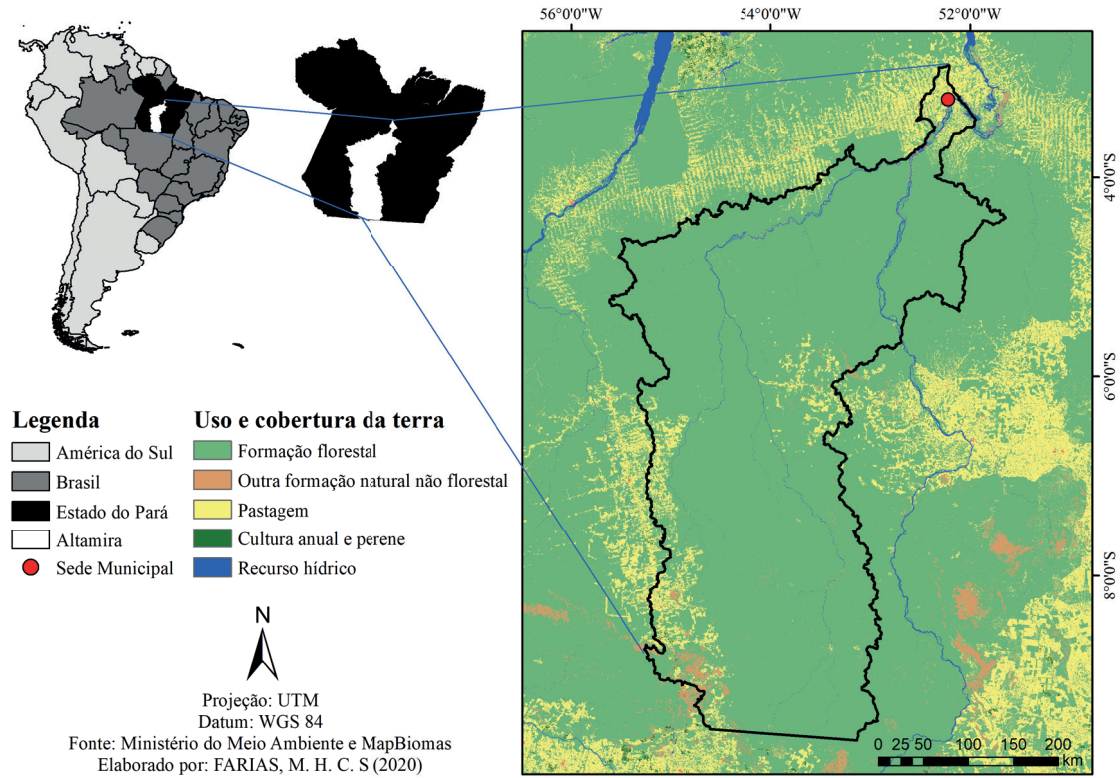 56°0'0"W
54°0'0"W
52°0'0"W
4°0'0"S
6°0'0"S
8°0'0"S
Legenda
América do Sul
Brasil
Estado do Pará
Altamira
Sede Municipal
Uso e cobertura da terra
Formação florestal
Outra formação natural não florestal
Pastagem
Cultura anual e perene
Recurso hídrico
N
Projeção: UTM
Datum: WGS 84
Fonte: Ministério do Meio Ambiente e MapBiomas
Elaborado por: FARIAS, M. H. C. S (2020)
0 25 50 100 150 200
km